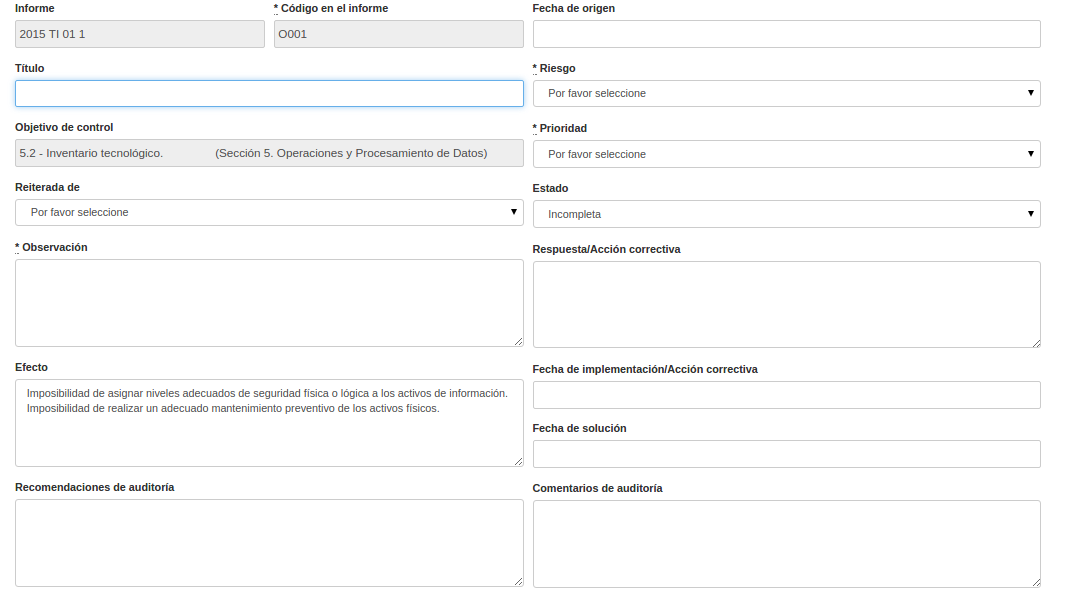 Informe
* Código en el informe
Fecha de origen
2015 TI 01 1
O001
Título
* Riesgo
Por favor seleccione
Objetivo de control
* Prioridad
5.2 - Inventario tecnológico. (Sección 5. Operaciones y Procesamiento de Datos)
Por favor seleccione
Reiterada de
Estado
Por favor seleccione
Incompleta
* Observación
Respuesta/Acción correctiva
Efecto
Fecha de implementación/Acción correctiva
Imposibilidad de asignar niveles adecuados de seguridad física o lógica a los activos de información.
Imposibilidad de realizar un adecuado mantenimiento preventivo de los activos físicos.
Fecha de solución
Recomendaciones de auditoría
Comentarios de auditoría